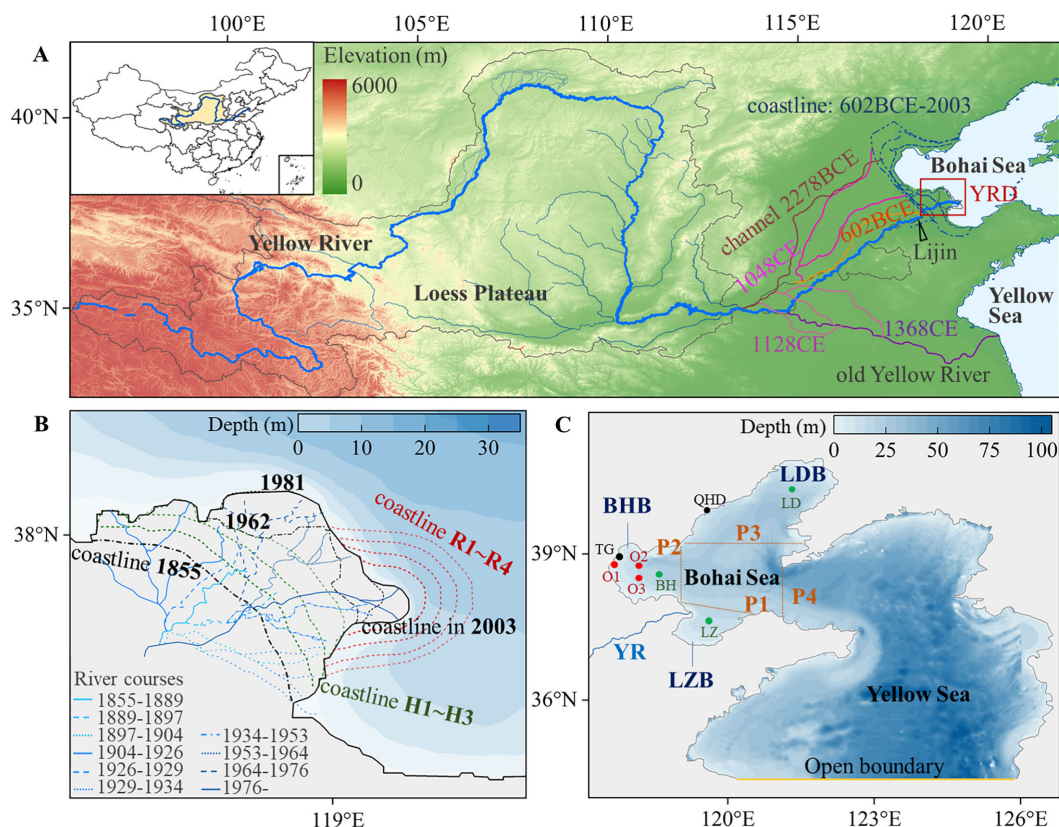 100°E
105°E
110°E
115°E
120°E
A
Elevation (m)
6000
0
40°N
35°N
coastline: 602BCE-2003
Bohai Sea
YRD
channel 2278BCE
602BCE
1048CE
Lijin
Yellow River
Loess Plateau
Yellow
Sea
1368CE
1128CE
old Yellow River
B
Depth (m)
0
10
20
30
1981
1962
38°N
coastline R1~R4
coastline 1855
coastline in 2003
coastline H1~H3
River courses
1855-1889
1889-1897
1897-1904
1904-1926
1926-1929
1929-1934
1934-1953
1953-1964
1964-1976
1976-
119°E
C
Depth (m)
0
25
50
75
100
LDB
LD
QHD
BHB
P3
39°N
TG
P2
O1
O2
O3
BH
Bohai Sea
P1
P4
LZ
YR
LZB
36°N
Yellow Sea
Open boundary
120°E
123°E
126°E